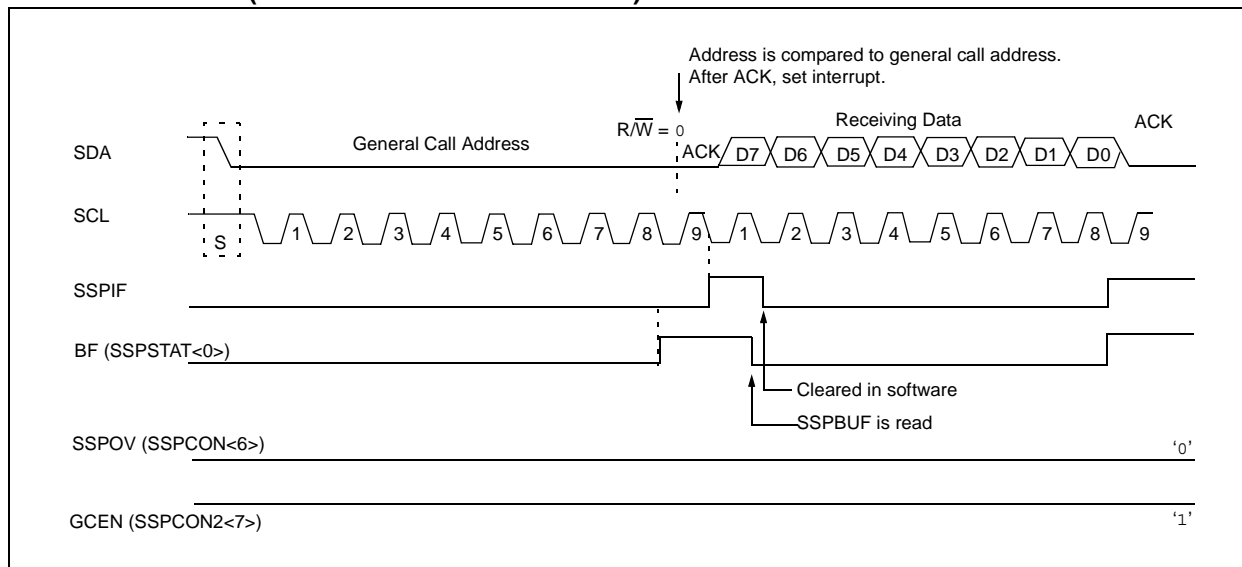 Address is compared to general call address.
After ACK, set interrupt.
R/W = 0
Receiving Data
ACK
SDA
General Call Address
ACK
D7 D6 D5 D4 D3 D2 D1 D0
SCL
S
1 2 3 4 5 6 7 8 9 1 2 3 4 5 6 7 8 9
SSPIF
BF (SSPSTAT<0>)
Cleared in software
SSPBUF is read
SSPOV (SSPCON<6>)
‘0’
GCEN (SSPCON2<7>)
‘1’